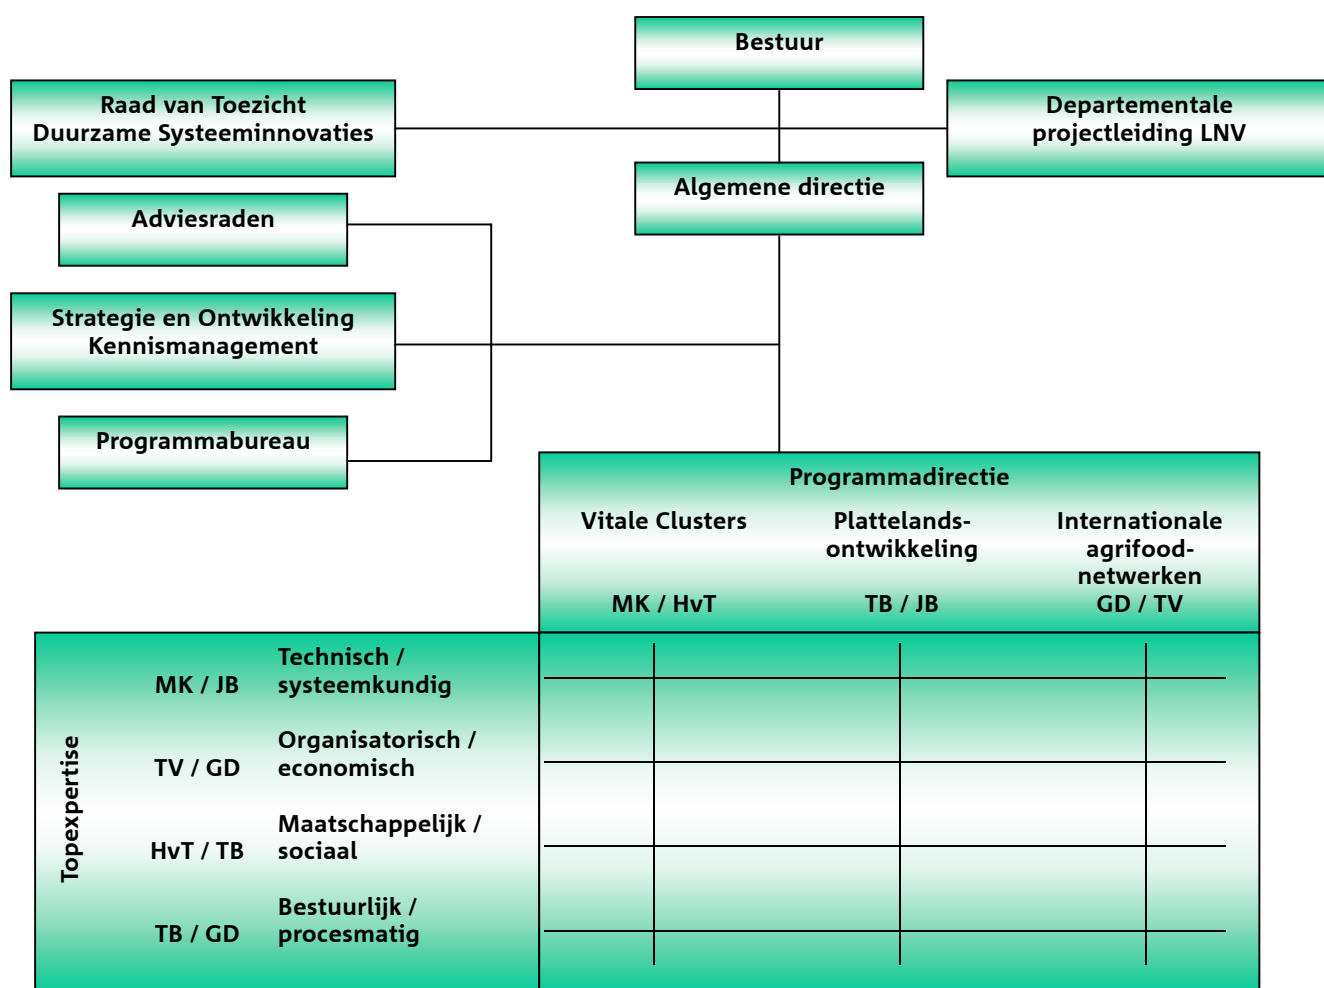 Bestuur
Raad van Toezicht
Duurzame Systeeminnovaties
Departementale
projectleiding LNV
Algemene directie
Adviesraden
Strategie en Ontwikkeling
Kennismanagement
Programmabureau
Programmadirectie
Vitale Clusters
MK / HvT
Plattelands-
ontwikkeling
TB / JB
Internationale
agrifood-
netwerken
GD / TV
Topexpertise
MK / JB
Technisch /
systeemkundig
TV / GD
Organisatorisch /
economisch
HvT / TB
Maatschappelijk /
sociaal
TB / GD
Bestuurlijk /
procesmatig